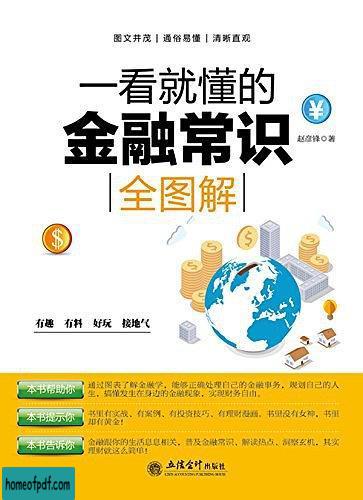 图文并茂｜通俗易懂｜清晰直观
一看就懂的
¥
金融常识
赵彦锋◎著
全图解
$
有趣 有料 好玩 接地气
本书帮助你
通过图表了解金融学，能够正确处理自己的金融事务，规划自己的人
生，搞懂发生在身边的金融现象，实现财务自由。
本书提示你
书里有实战、有案例、有投资技巧、有理财漫画。书里没有女神，书里
却有黄金！
本书告诉你
金融跟你的生活息息相关，普及金融常识、解读热点、洞察玄机，其实
理财就这么简单！
立信会计出版社
homeofpdf.com